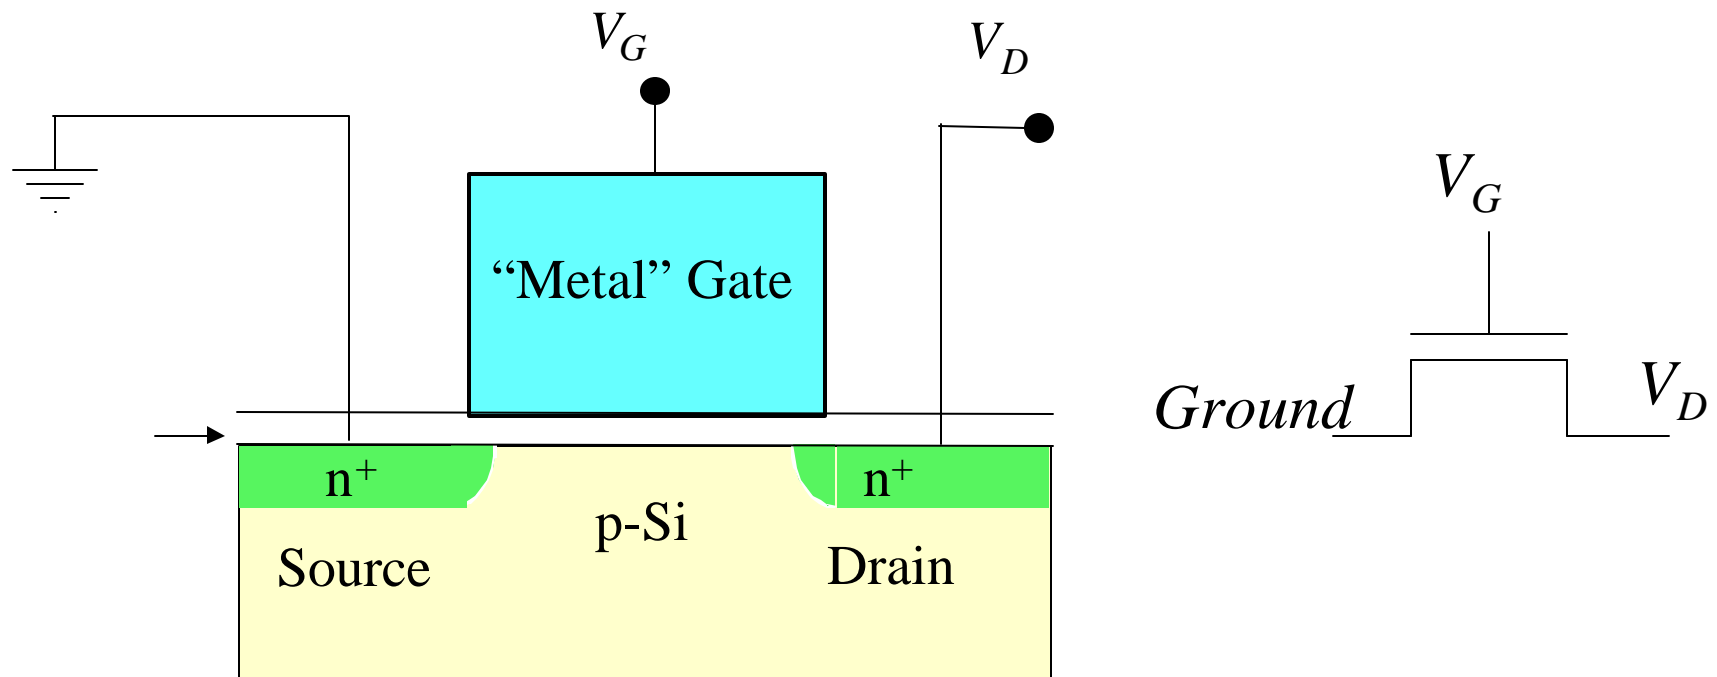 V_G
V_D
“Metal” Gate
n⁺
n⁺
p-Si
Source
Drain
V_G
Ground
V_D